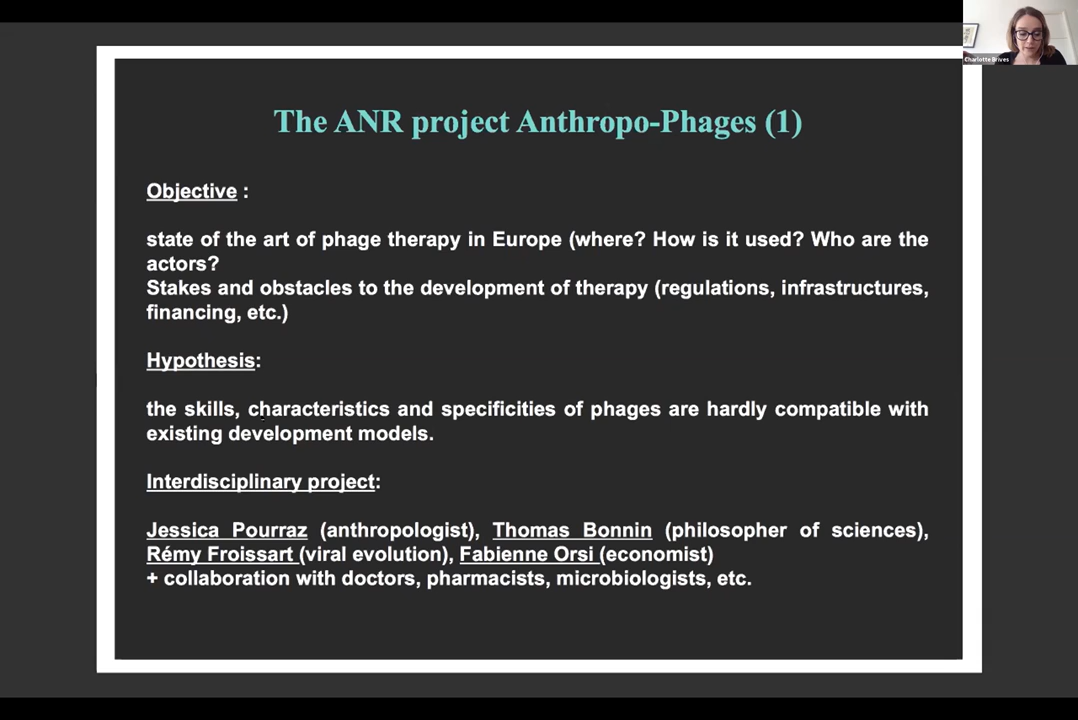 Charlotte Brives
The ANR project Anthropo-Phages (1)
Objective :
state of the art of phage therapy in Europe (where? How is it used? Who are the
actors?
Stakes and obstacles to the development of therapy (regulations, infrastructures,
financing, etc.)
Hypothesis:
the skills, characteristics and specificities of phages are hardly compatible with
existing development models.
Interdisciplinary project:
Jessica Pourraz (anthropologist), Thomas Bonnin (philosopher of sciences),
Rémy Froissart (viral evolution), Fabienne Orsi (economist)
+ collaboration with doctors, pharmacists, microbiologists, etc.